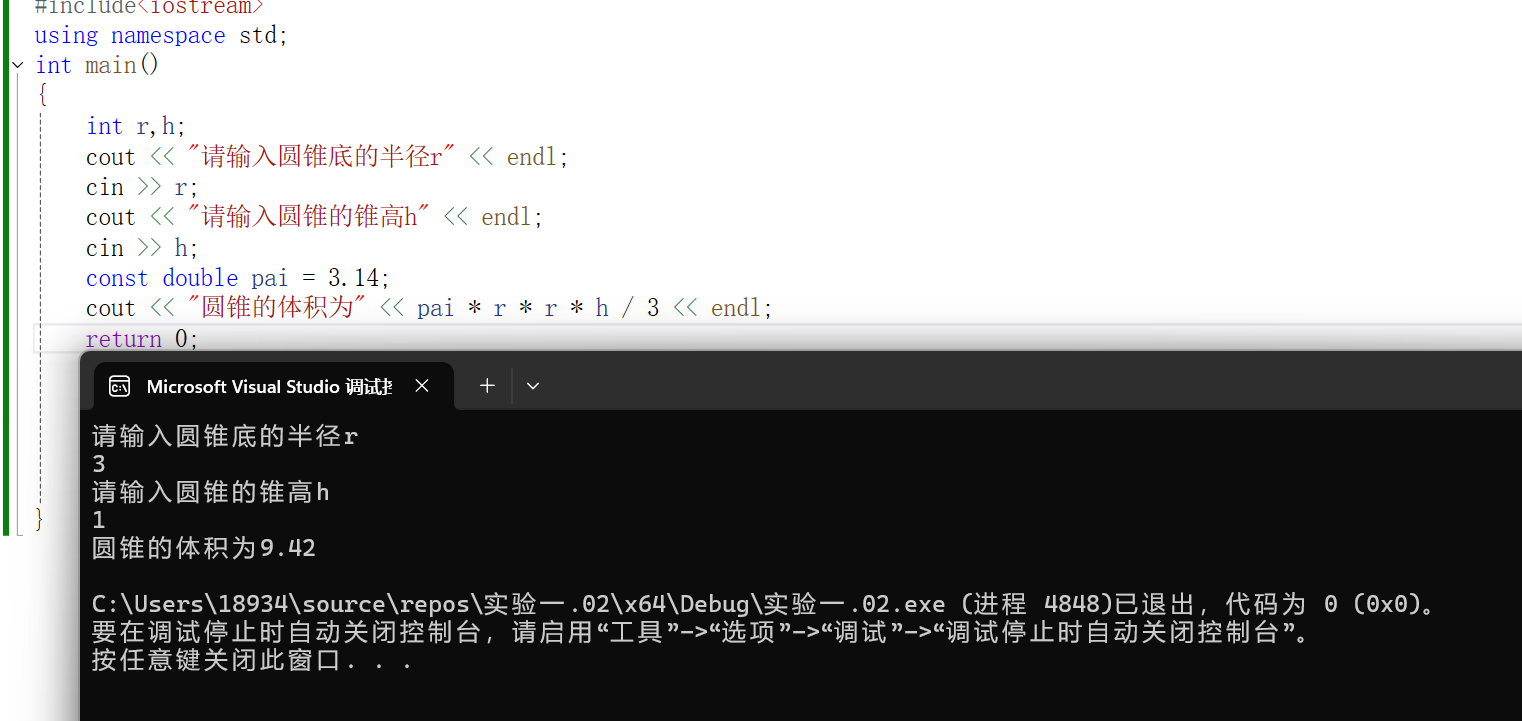 #include<iostream>
using namespace std;
int main()
{
int r,h;
cout << "请输入圆锥底的半径r" << endl;
cin >> r;
cout << "请输入圆锥的锥高h" << endl;
cin >> h;
const double pai = 3.14;
cout << "圆锥的体积为" << pai * r * r * h / 3 << endl;
return 0;
}
Microsoft Visual Studio 调试
请输入圆锥底的半径r
3
请输入圆锥的锥高h
1
圆锥的体积为9.42
C:\Users\18934\source\repos\实验一.02\x64\Debug\实验一.02.exe (进程 4848)已退出，代码为 0 (0x0)。
要在调试停止时自动关闭控制台，请启用“工具”->“选项”->“调试”->“调试停止时自动关闭控制台”。
按任意键关闭此窗口. . .